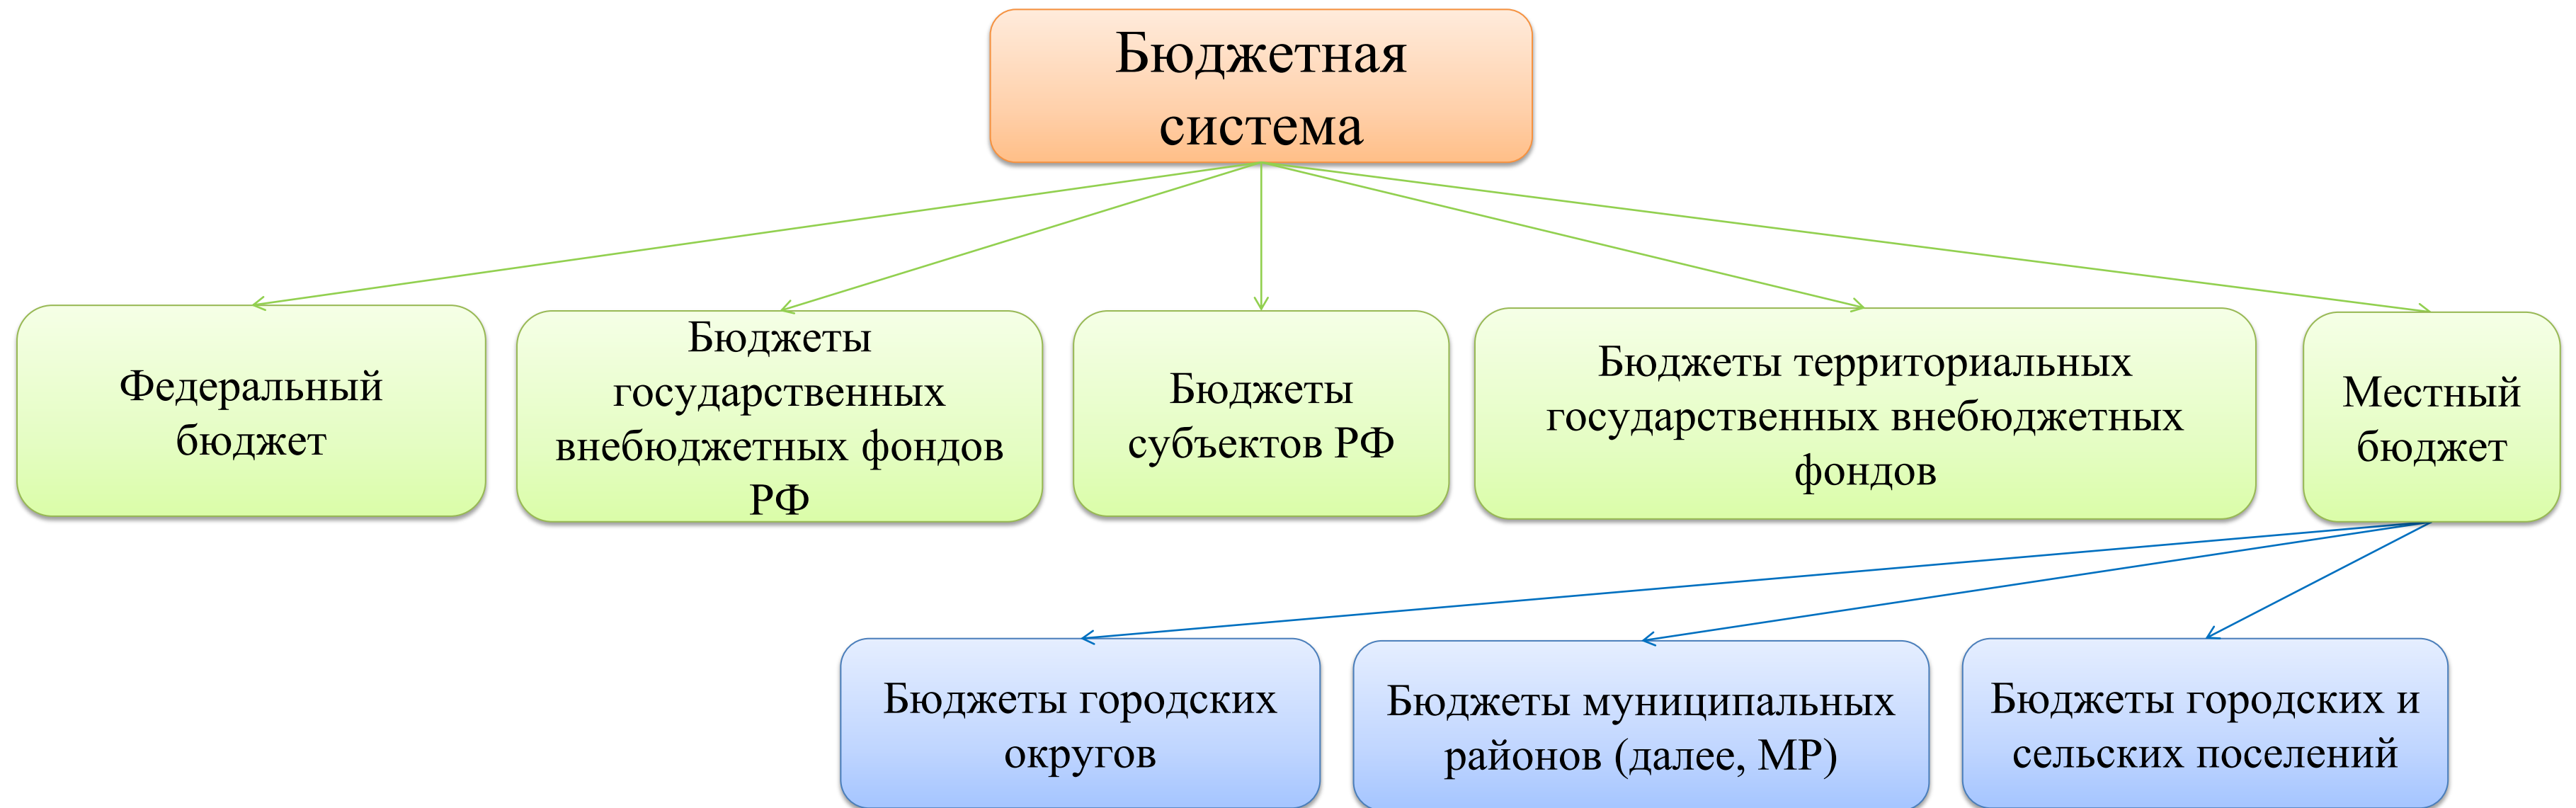 Бюджетная
система
Федеральный
бюджет
Бюджеты
государственных
внебюджетных фондов
РФ
Бюджеты
субъектов РФ
Бюджеты территориальных
государственных внебюджетных
фондов
Местный
бюджет
Бюджеты городских
округов
Бюджеты муниципальных
районов (далее, МР)
Бюджеты городских и
сельских поселений